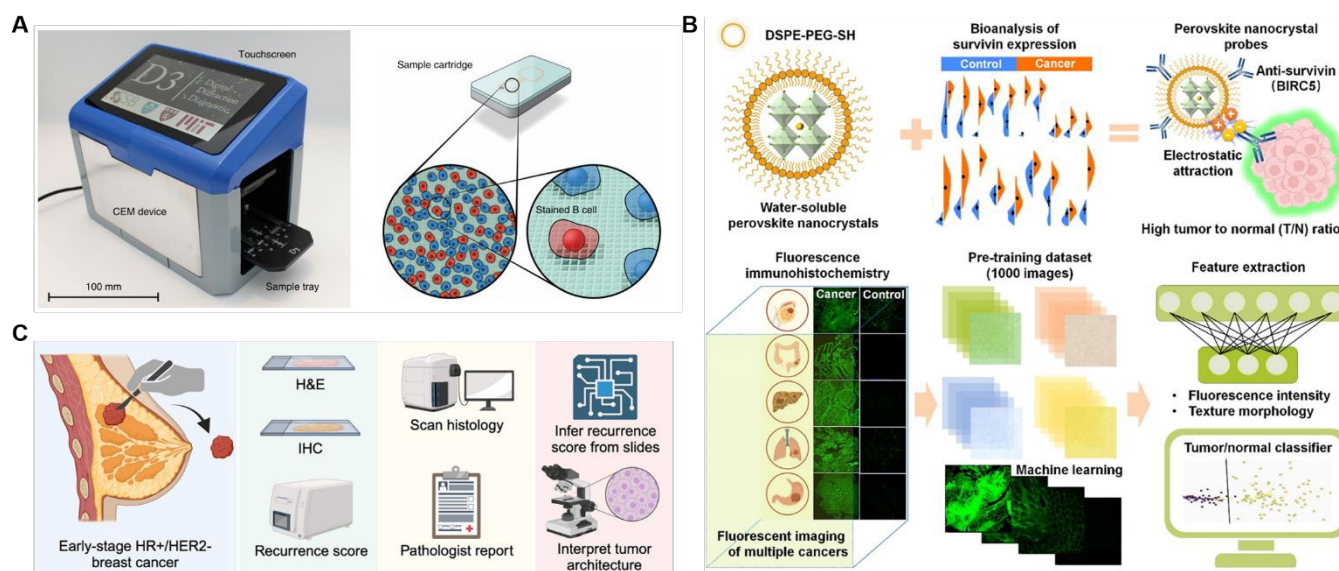 A
Touchscreen
D3
Digital
Diffraction
Diagnostic
MIT
CEM device
Sample tray
D3
100 mm
Sample cartridge
Stained B cell
B
DSPE-PEG-SH
Water-soluble
perovskite nanocrystals
Bioanalysis of
survivin expression
Control
Cancer
Perovskite nanocrystal
probes
Anti-survivin
(BIRC5)
Electrostatic
attraction
High tumor to normal (T/N) ratio
Fluorescence
immunohistochemistry
Cancer Control
Fluorescent imaging
of multiple cancers
Pre-training dataset
(1000 images)
Machine learning
Feature extraction
• Fluorescence intensity
• Texture morphology
Tumor/normal classifier
C
Early-stage HR+/HER2-
breast cancer
H&E
IHC
Recurrence score
Scan histology
Pathologist report
Infer recurrence
score from slides
Interpret tumor
architecture